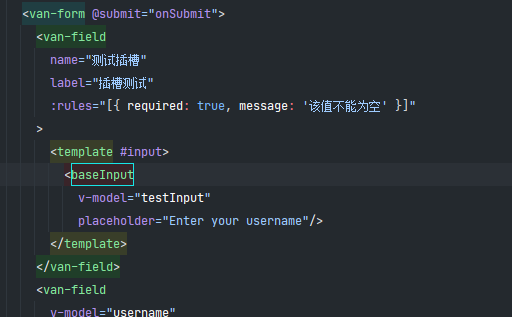 <van-form @submit="onSubmit">
<van-field
name="测试插槽"
label="插槽测试"
:rules="[{ required: true, message: '该值不能为空' }]"
>
<template #input>
<baseInput
v-model="testInput"
placeholder="Enter your username"/>
</template>
</van-field>
<van-field
v-model="username"